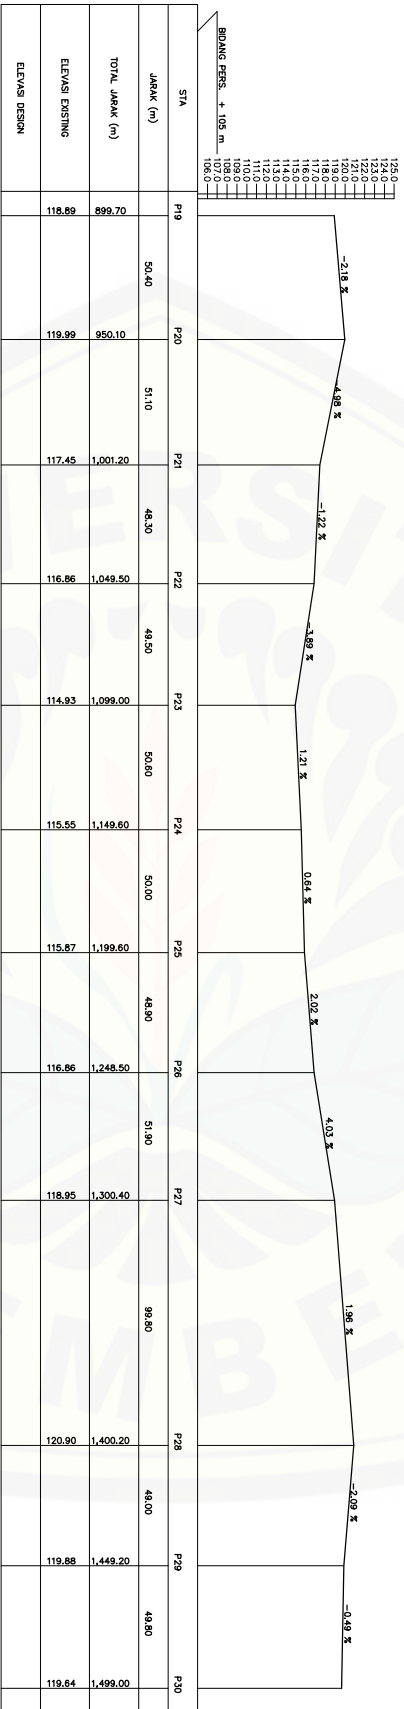 125.0
124.0
123.0
122.0
121.0
120.0
119.0
118.0
117.0
116.0
115.0
114.0
113.0
112.0
111.0
110.0
109.0
108.0
107.0
106.0
BIDANG PERS. + 105 m
-2.18 % -4.98 % -1.22 % -3.89 % 1.21 % 0.64 % 2.02 % 4.03 % 1.96 % -2.09 % -0.49 %
STA P19 P20 P21 P22 P23 P24 P25 P26 P27 P28 P29 P30
JARAK (m) 50.40 51.10 48.30 49.50 50.60 50.00 48.90 51.90 99.80 49.00 49.80
TOTAL JARAK (m) 899.70 950.10 1,001.20 1,049.50 1,099.00 1,149.60 1,199.60 1,248.50 1,300.40 1,400.20 1,449.20 1,499.00
ELEVASI EXISTING 118.89 119.99 117.45 116.86 114.93 115.55 115.87 116.86 118.95 120.90 119.88 119.64
ELEVASI DESIGN